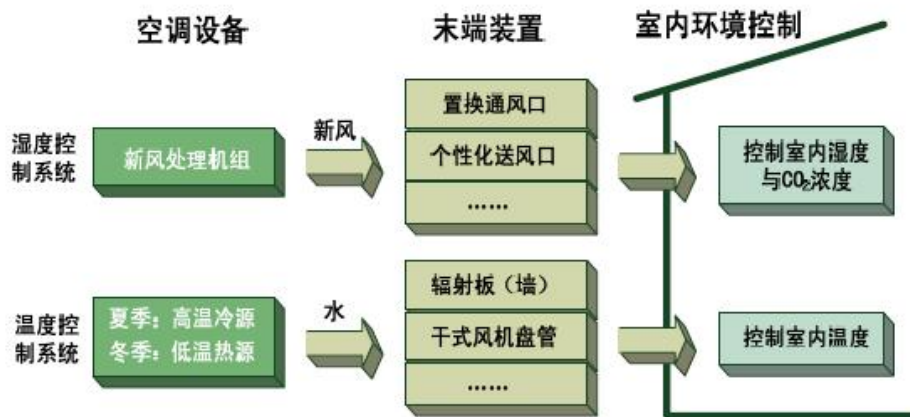 空调设备
末端装置
室内环境控制
湿度控
制系统
新风处理机组
新风
置换通风口
个性化送风口
……
控制室内湿度
与CO₂浓度
温度控
制系统
夏季：高温冷源
冬季：低温热源
水
辐射板（墙）
干式风机盘管
……
控制室内温度